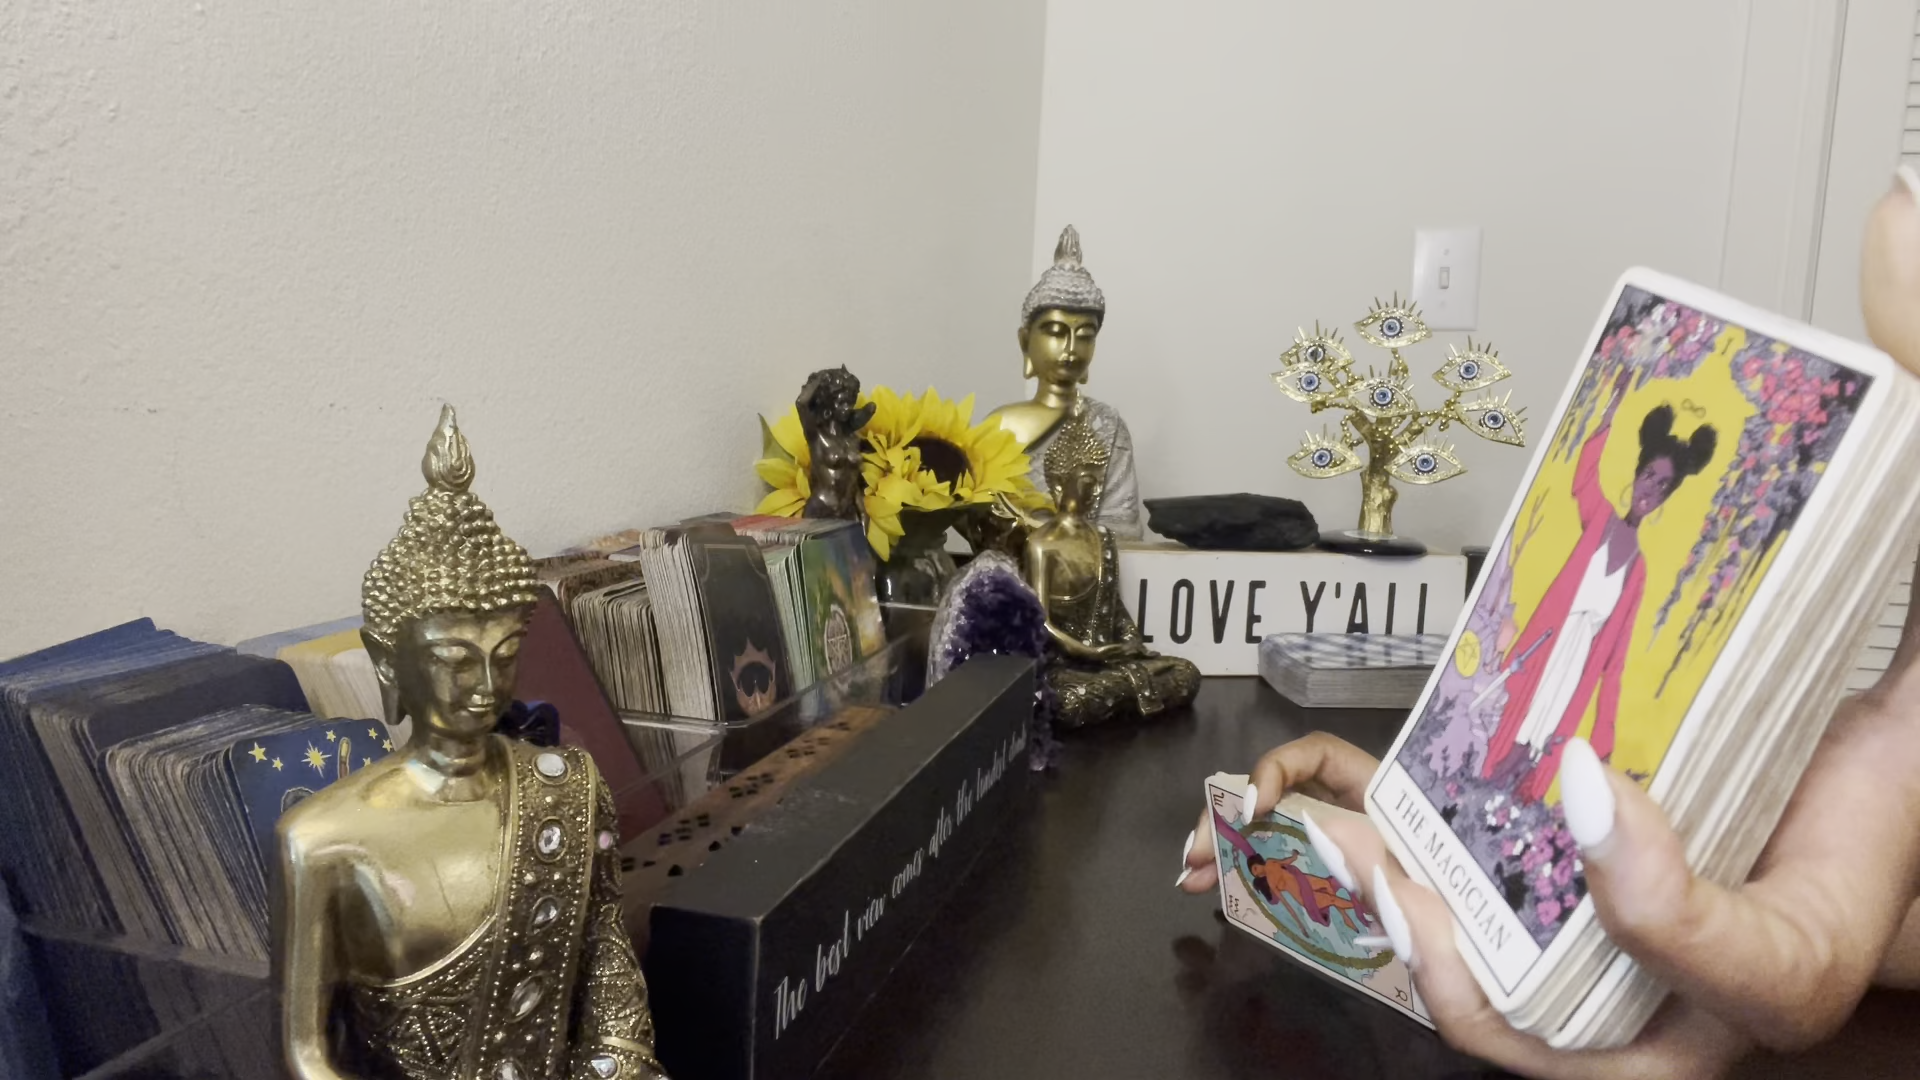 LOVE Y'ALL
I
THE MAGICIAN
The best view comes after the hardest climb